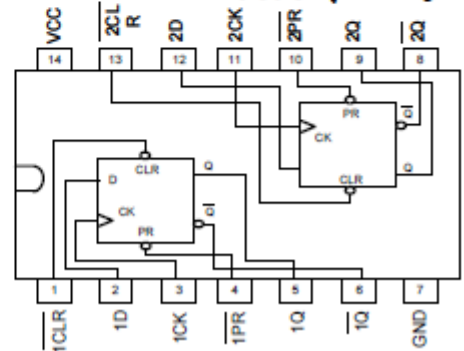 VCC 2CLR 2D 2CK 2PR 2Q 2Q
14 13 12 11 10 9 8
PR Q
CK
CLR Q
CLR Q
D
CK Q
PR
1 2 3 4 5 6 7
1CLR 1D 1CK 1PR 1Q 1Q GND